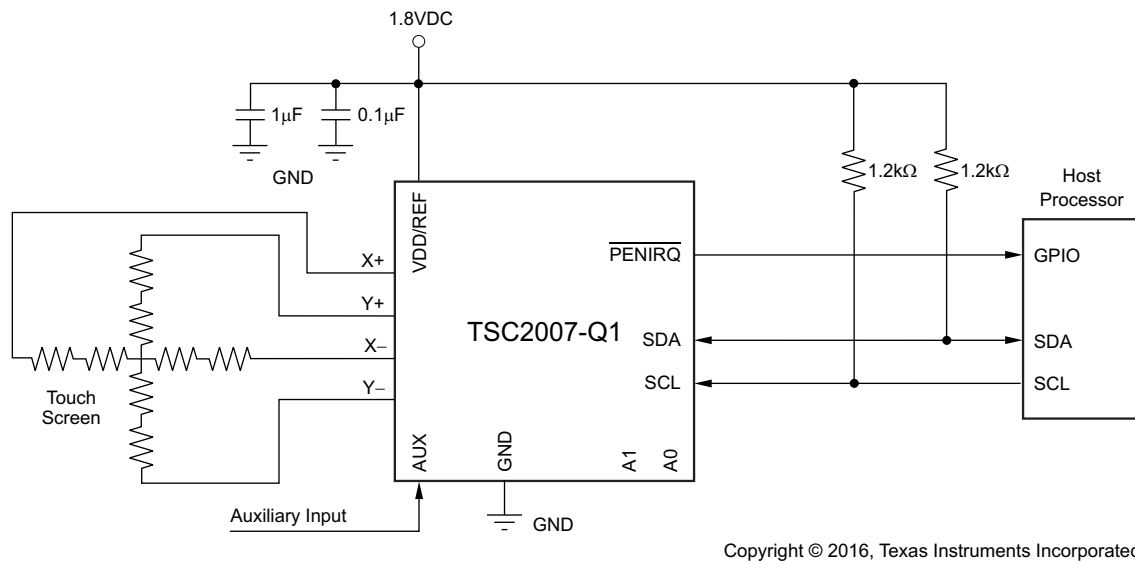 1.8VDC
1μF
0.1μF
GND
1.2kΩ
1.2kΩ
Host
Processor
VDD/REF
PENIRQ
GPIO
X+
Y+
TSC2007-Q1
X–
SDA
SDA
Y–
SCL
SCL
Touch
Screen
AUX
GND
A1
A0
Auxiliary Input
GND
Copyright © 2016, Texas Instruments Incorporated